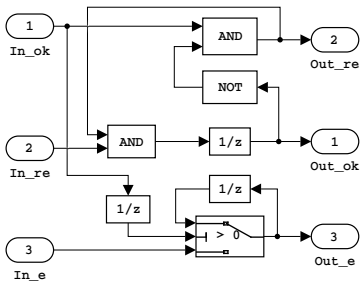 1
In_ok
AND
2
Out_re
NOT
2
In_re
AND
1/z
1
Out_ok
1/z
1/z
3
In_e
> 0
3
Out_e